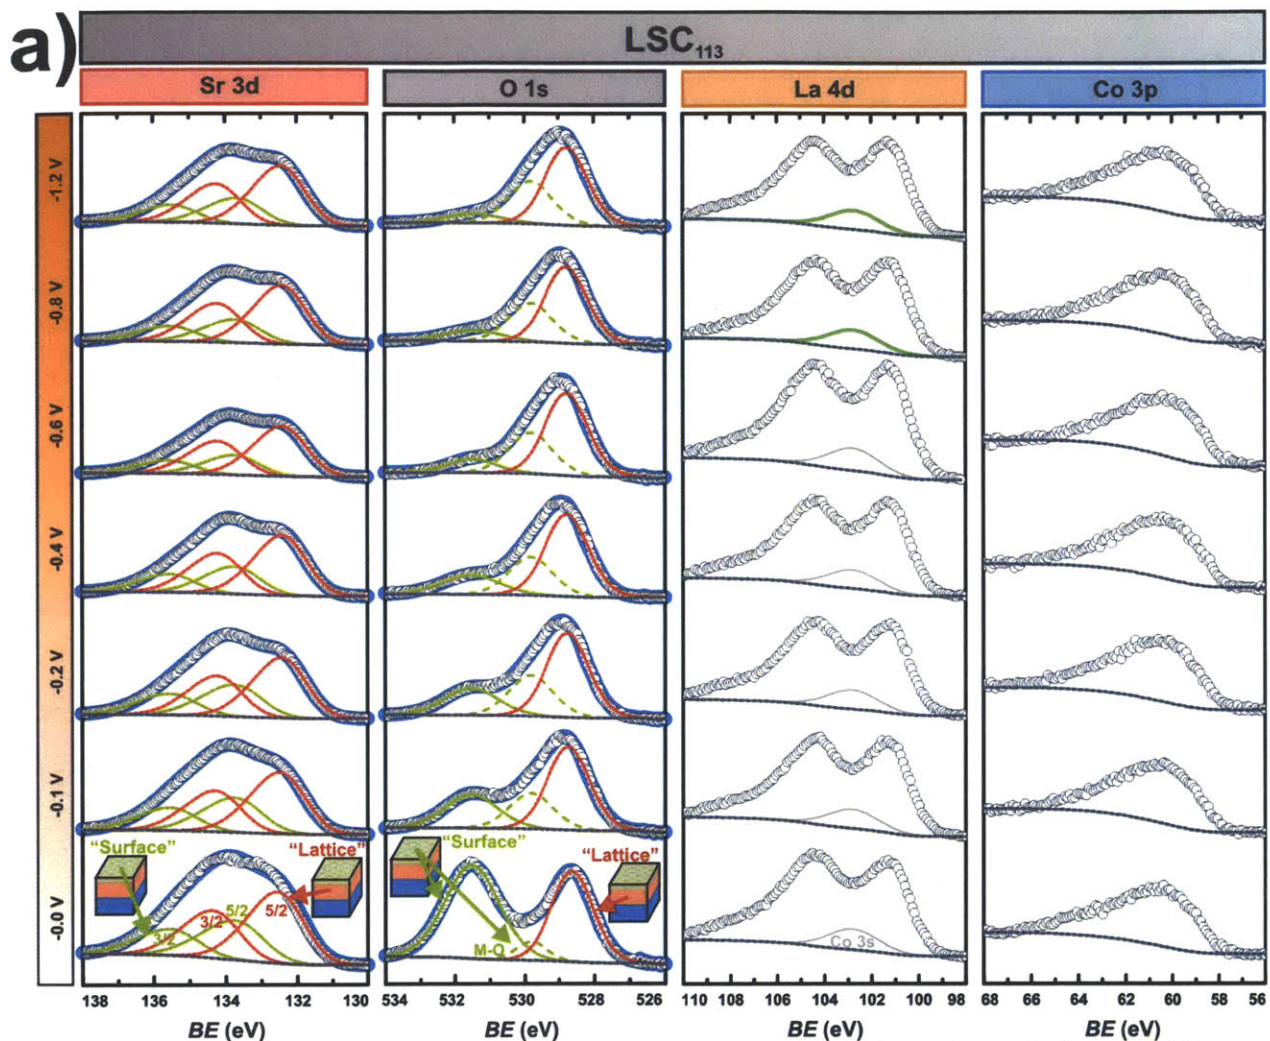 a)
LSC113
Sr 3d
O 1s
La 4d
Co 3p
-1.2 V
-0.8 V
-0.6 V
-0.4 V
-0.2 V
-0.1 V
-0.0 V
"Surface"
"Lattice"
3/2
3/2
5/2
5/2
"Surface"
"Lattice"
M-O
Co 3s
138 136 134 132 130
534 532 530 528 526
110 108 106 104 102 100 98
68 66 64 62 60 58 56
BE (eV)
BE (eV)
BE (eV)
BE (eV)